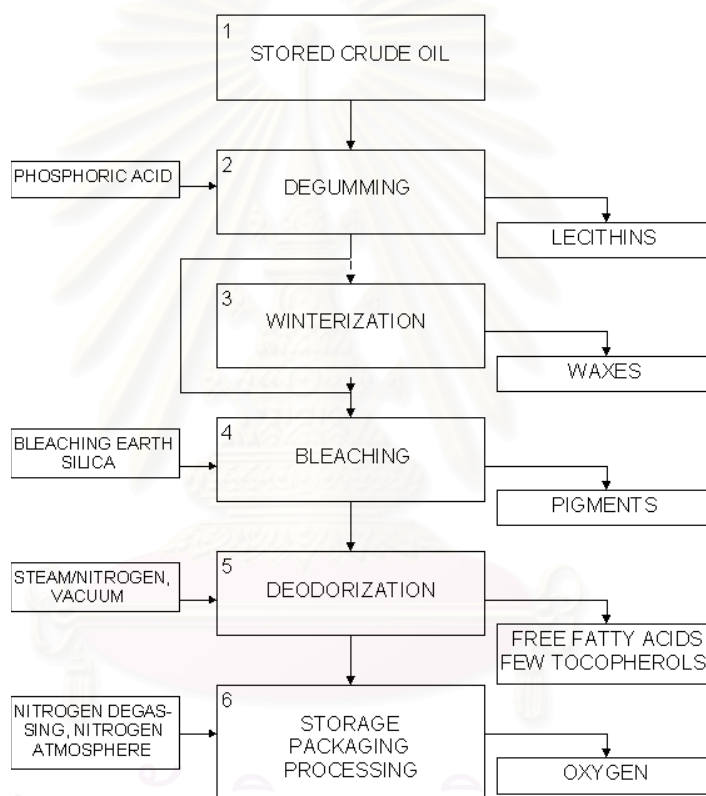 1
STORED CRUDE OIL
PHOSPHORIC ACID
2
DEGUMMING
LECITHINS
3
WINTERIZATION
WAXES
BLEACHING EARTH
SILICA
4
BLEACHING
PIGMENTS
STEAM/NITROGEN,
VACUUM
5
DEODORIZATION
FREE FATTY ACIDS
FEW TOCOPHEROLS
NITROGEN DEGAS-
SING, NITROGEN
ATMOSPHERE
6
STORAGE
PACKAGING
PROCESSING
OXYGEN